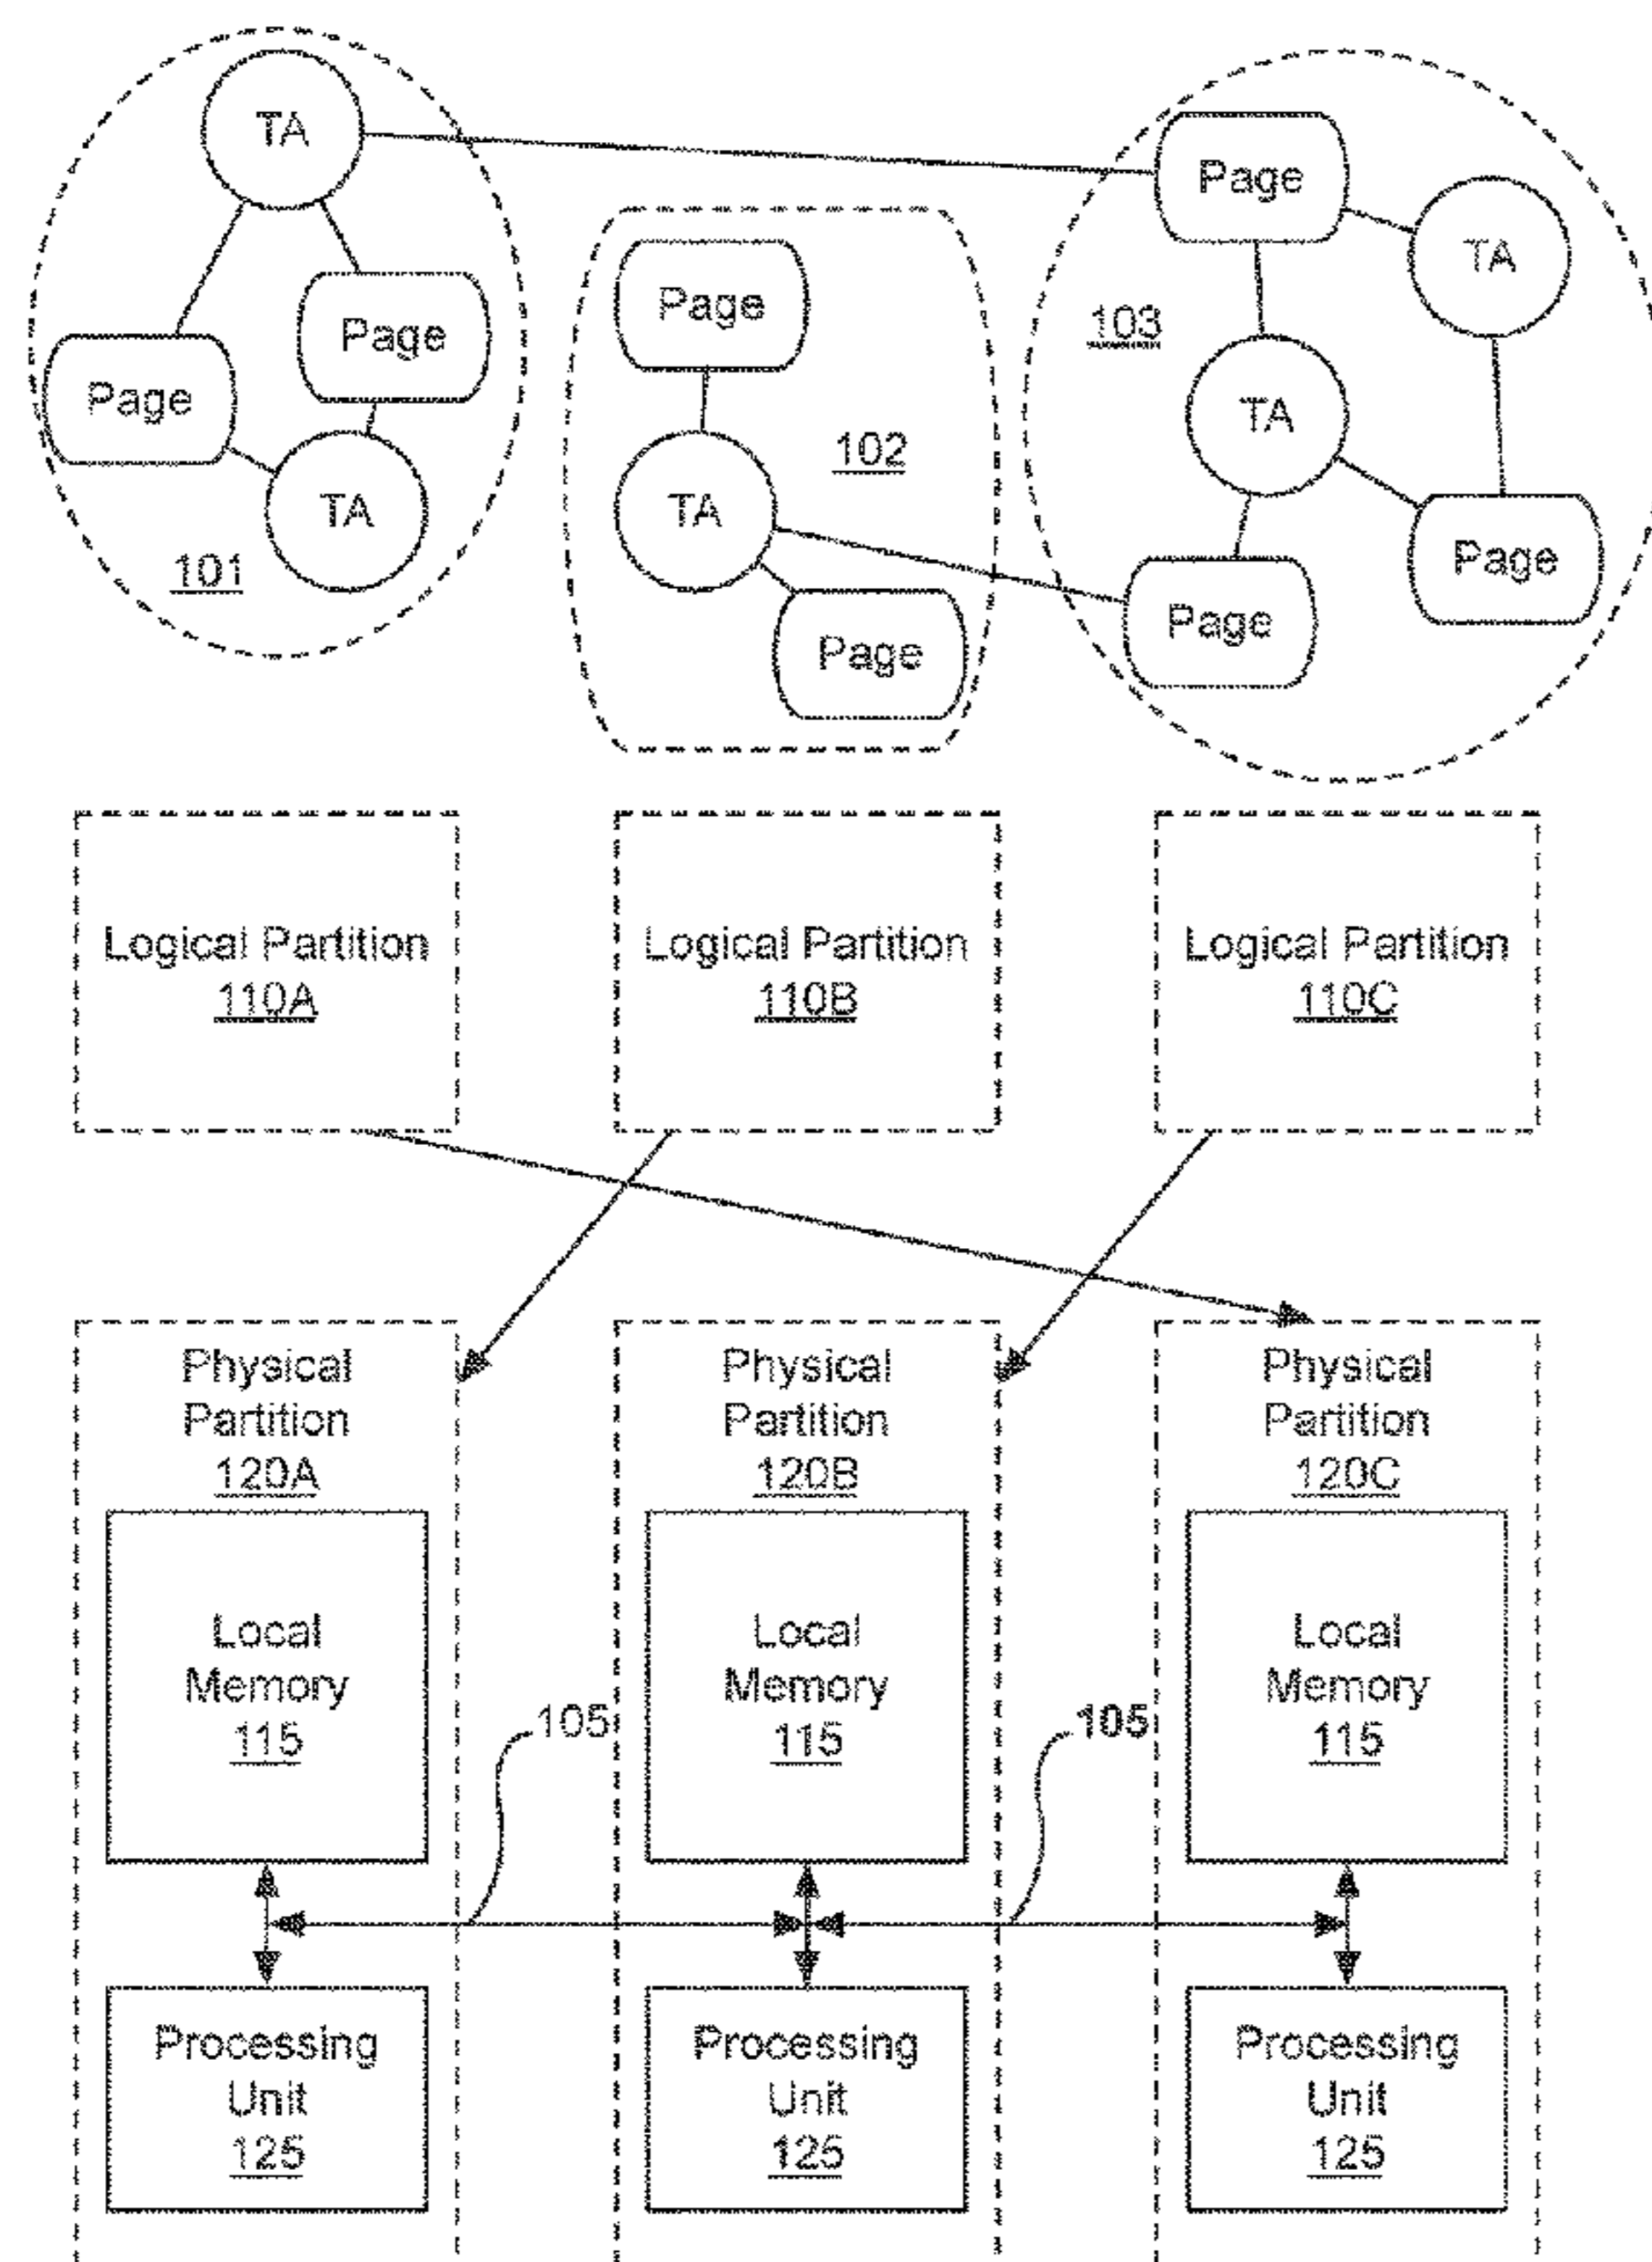 TA
Page
Page
TA
Page
Page
103
TA
Page
102
TA
TA
Page
101
Page
Page
Logical Partition
110A
Logical Partition
110B
Logical Partition
110C
Physical
Partition
120A
Physical
Partition
120B
Physical
Partition
120C
Local
Memory
115
Local
Memory
115
Local
Memory
115
105
105
Processing
Unit
125
Processing
Unit
125
Processing
Unit
125